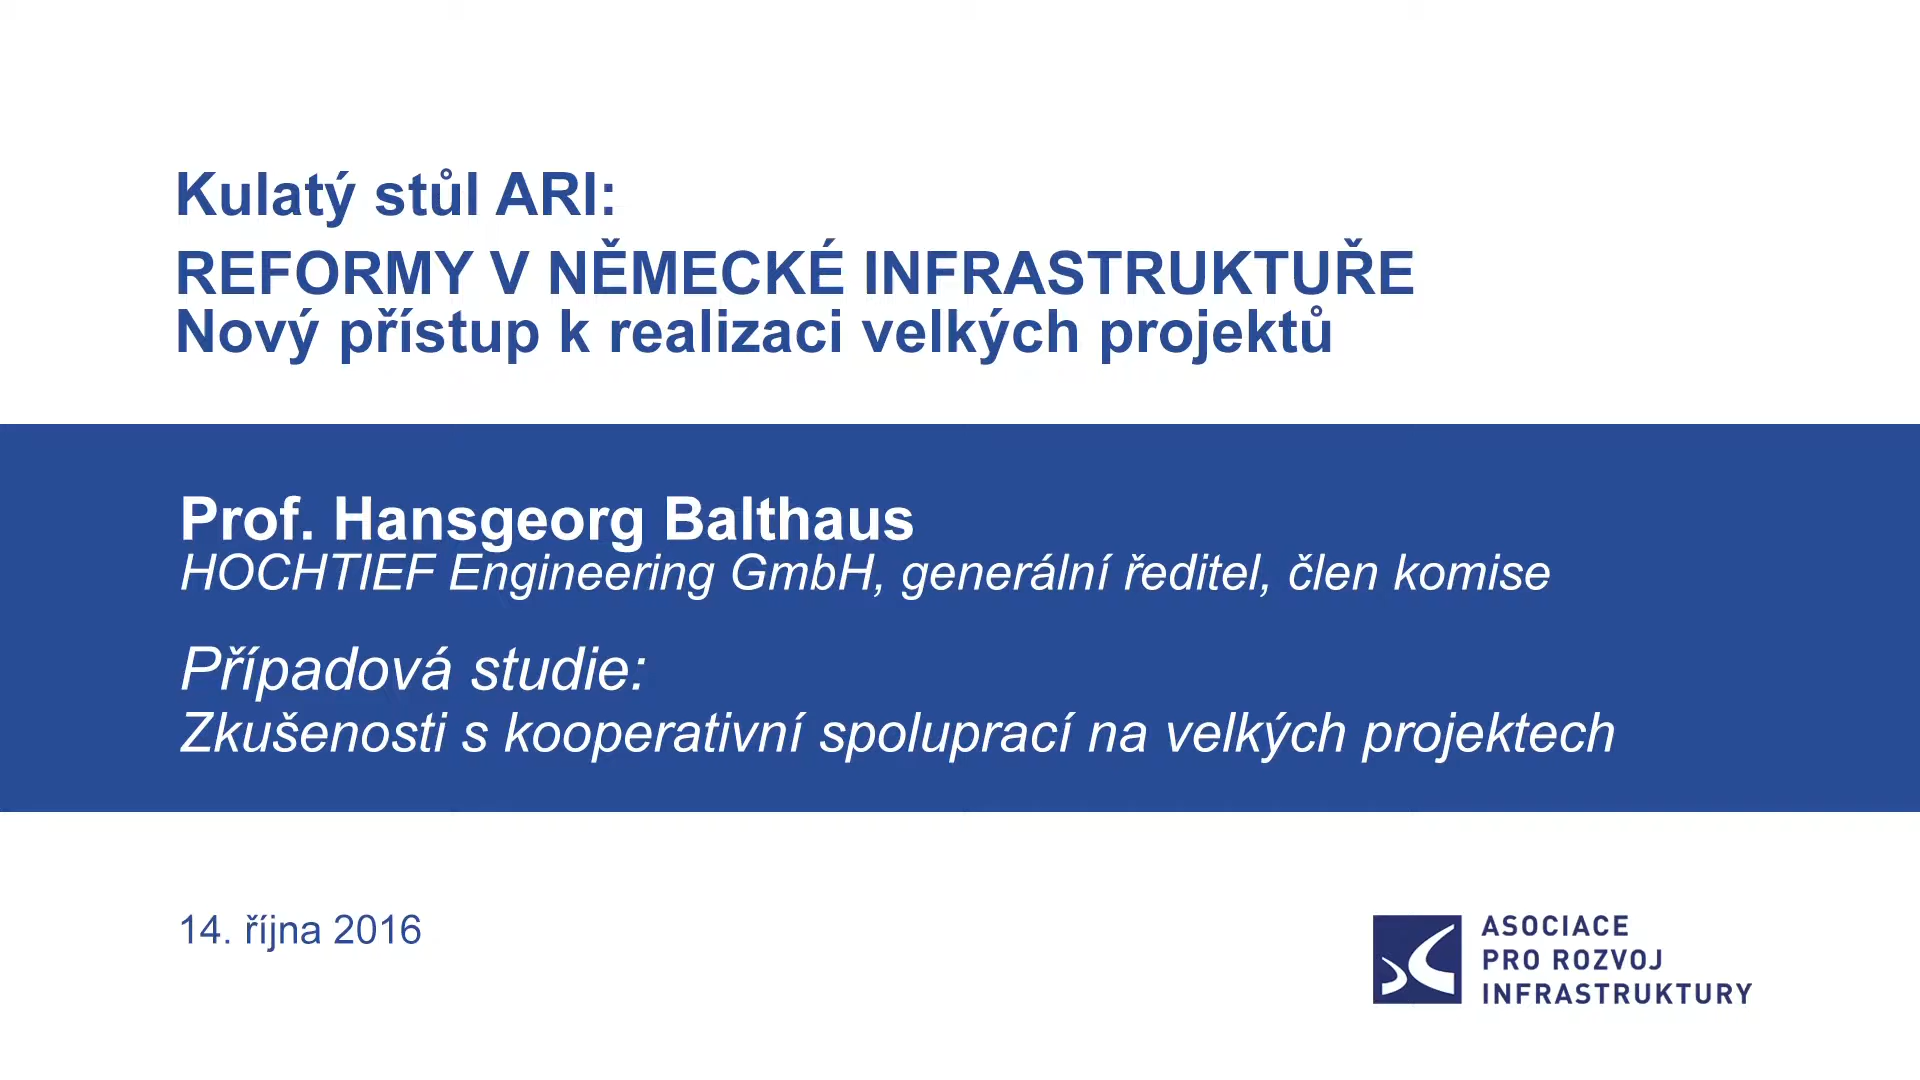 Kulatý stůl ARI:
REFORMY V NĚMECKÉ INFRASTRUKTUŘE
Nový přístup k realizaci velkých projektů
Prof. Hansgeorg Balthaus
HOCHTIEF Engineering GmbH, generální ředitel, člen komise
Případová studie:
Zkušenosti s kooperativní spoluprací na velkých projektech
14. října 2016
ASOCIACE
PRO ROZVOJ
INFRASTRUKTURY